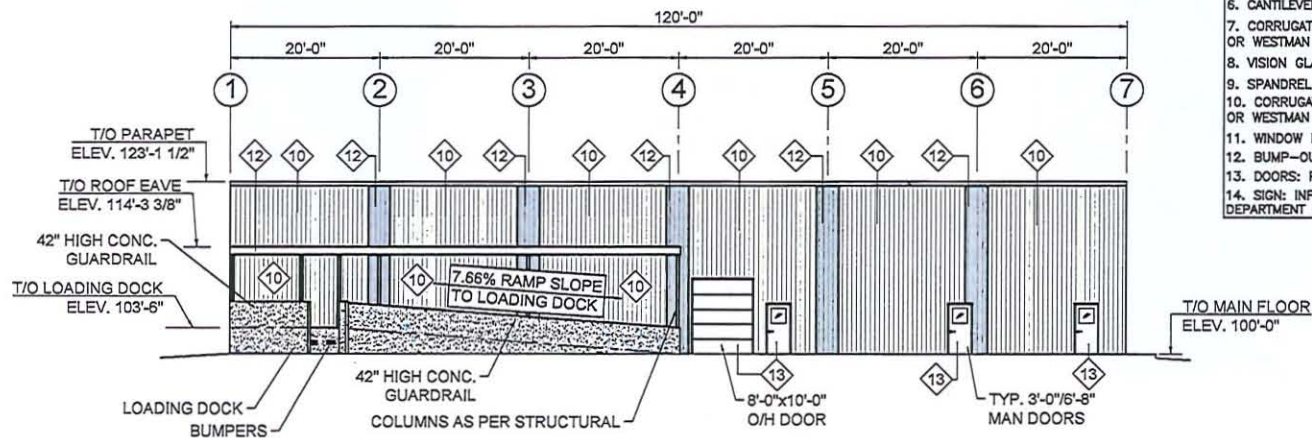 120'-0"
20'-0" 20'-0" 20'-0" 20'-0" 20'-0" 20'-0"
1 2 3 4 5 6 7
T/O PARAPET
ELEV. 123'-1 1/2"
12 10 12 10 12 10 12 10 12 10 12 10
T/O ROOF EAVE
ELEV. 114'-3 3/8"
42" HIGH CONC.
GUARDRAIL
10 10 10
7.66% RAMP SLOPE
TO LOADING DOCK
T/O LOADING DOCK
ELEV. 103'-6"
T/O MAIN FLOOR
ELEV. 100'-0"
42" HIGH CONC.
GUARDRAIL
13 13 13
LOADING DOCK
BUMPERS
COLUMNS AS PER STRUCTURAL
8'-0"x10'-0"
O/H DOOR
TYP. 3'-0"/6'-8"
MAN DOORS
6. CANTILEVE
7. CORRUGAT
OR WESTMAN
8. VISION GLA
9. SPANDREL
10. CORRUGA
OR WESTMAN
11. WINDOW
12. BUMP-OU
13. DOORS:
14. SIGN: INF
DEPARTMENT